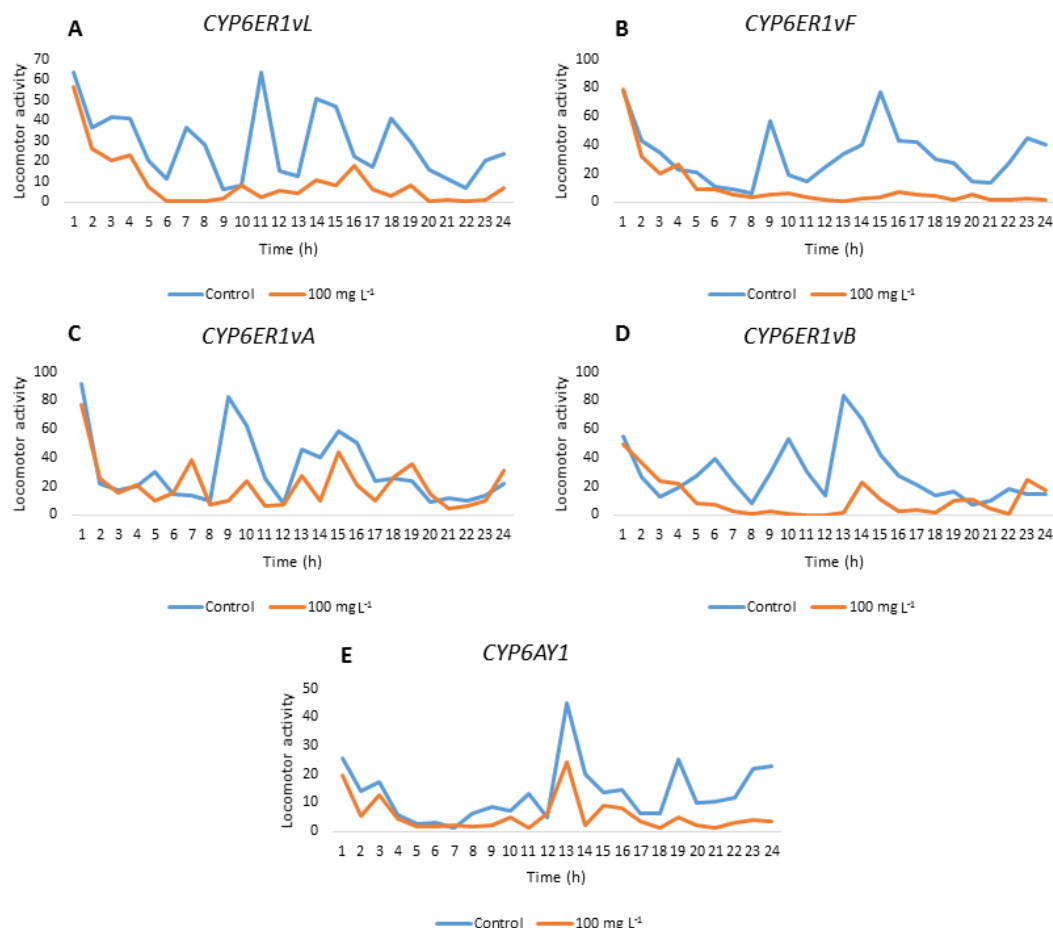 A CYP6ER1vL
Locomotor activity
70
60
50
40
30
20
10
0
1 2 3 4 5 6 7 8 9 10 11 12 13 14 15 16 17 18 19 20 21 22 23 24
Time (h)
Control 100 mg L⁻¹
B CYP6ER1vF
Locomotor activity
100
80
60
40
20
0
1 2 3 4 5 6 7 8 9 10 11 12 13 14 15 16 17 18 19 20 21 22 23 24
Time (h)
Control 100 mg L⁻¹
C CYP6ER1vA
Locomotor activity
100
80
60
40
20
0
1 2 3 4 5 6 7 8 9 10 11 12 13 14 15 16 17 18 19 20 21 22 23 24
Time (h)
Control 100 mg L⁻¹
D CYP6ER1vB
Locomotor activity
100
80
60
40
20
0
1 2 3 4 5 6 7 8 9 10 11 12 13 14 15 16 17 18 19 20 21 22 23 24
Time (h)
Control 100 mg L⁻¹
E CYP6AY1
Locomotor activity
50
40
30
20
10
0
1 2 3 4 5 6 7 8 9 10 11 12 13 14 15 16 17 18 19 20 21 22 23 24
Time (h)
Control 100 mg L⁻¹